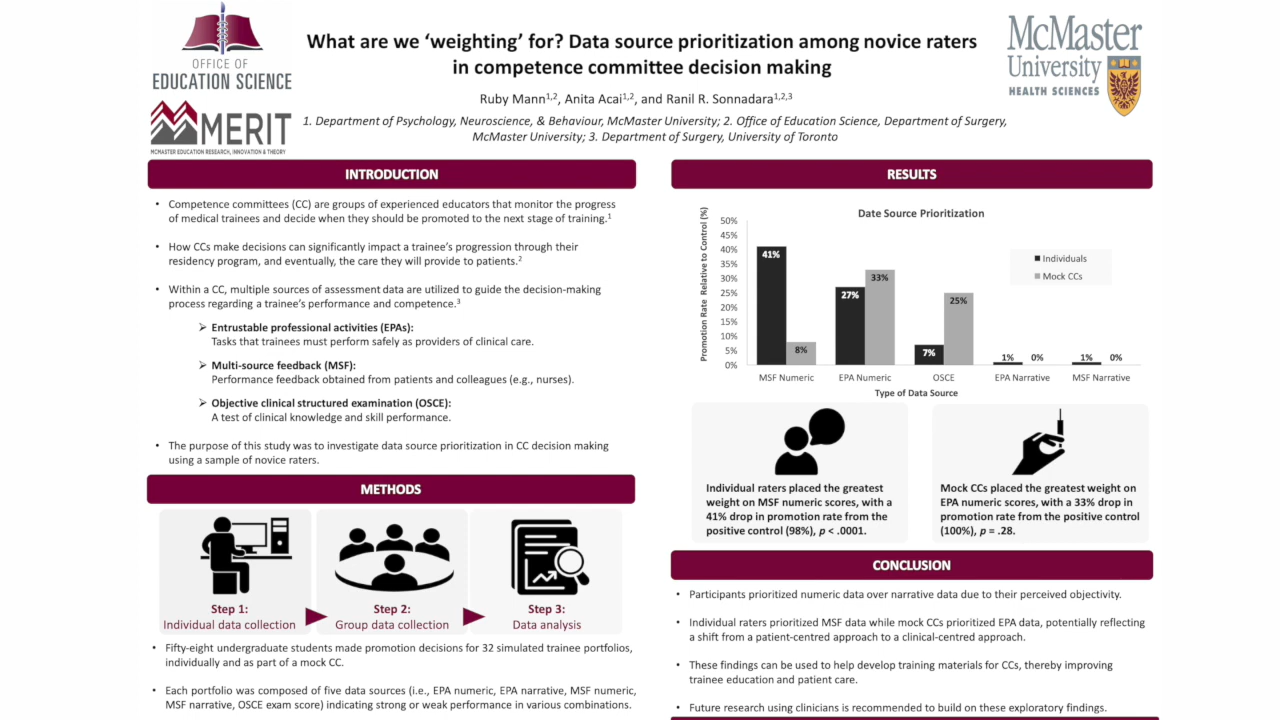 OFFICE OF
EDUCATION SCIENCE
MERIT
MCMASTER EDUCATION RESEARCH, INNOVATION & THEORY
What are we ‘weighting’ for? Data source prioritization among novice raters
in competence committee decision making
Ruby Mann1,2, Anita Acai1,2, and Ranil R. Sonnadara1,2,3
1. Department of Psychology, Neuroscience, & Behaviour, McMaster University; 2. Office of Education Science, Department of Surgery,
McMaster University; 3. Department of Surgery, University of Toronto
McMaster
University
HEALTH SCIENCES
INTRODUCTION
• Competence committees (CC) are groups of experienced educators that monitor the progress
of medical trainees and decide when they should be promoted to the next stage of training.1
• How CCs make decisions can significantly impact a trainee’s progression through their
residency program, and eventually, the care they will provide to patients.2
• Within a CC, multiple sources of assessment data are utilized to guide the decision-making
process regarding a trainee’s performance and competence.3
➢ Entrustable professional activities (EPAs):
Tasks that trainees must perform safely as providers of clinical care.
➢ Multi-source feedback (MSF):
Performance feedback obtained from patients and colleagues (e.g., nurses).
➢ Objective clinical structured examination (OSCE):
A test of clinical knowledge and skill performance.
• The purpose of this study was to investigate data source prioritization in CC decision making
using a sample of novice raters.
METHODS
Step 1:
Individual data collection
Step 2:
Group data collection
Step 3:
Data analysis
• Fifty-eight undergraduate students made promotion decisions for 32 simulated trainee portfolios,
individually and as part of a mock CC.
• Each portfolio was composed of five data sources (i.e., EPA numeric, EPA narrative, MSF numeric,
MSF narrative, OSCE exam score) indicating strong or weak performance in various combinations.
RESULTS
Date Source Prioritization
Promotion Rate Relative to Control (%)
50%
45%
40%
35%
30%
25%
20%
15%
10%
5%
0%
41%
8%
27%
33%
7%
25%
1%
0%
1%
0%
Individuals
Mock CCs
MSF Numeric
EPA Numeric
OSCE
EPA Narrative
MSF Narrative
Type of Data Source
Individual raters placed the greatest
weight on MSF numeric scores, with a
41% drop in promotion rate from the
positive control (98%), p < .0001.
Mock CCs placed the greatest weight on
EPA numeric scores, with a 33% drop in
promotion rate from the positive control
(100%), p = .28.
CONCLUSION
• Participants prioritized numeric data over narrative data due to their perceived objectivity.
• Individual raters prioritized MSF data while mock CCs prioritized EPA data, potentially reflecting
a shift from a patient-centred approach to a clinical-centred approach.
• These findings can be used to help develop training materials for CCs, thereby improving
trainee education and patient care.
• Future research using clinicians is recommended to build on these exploratory findings.